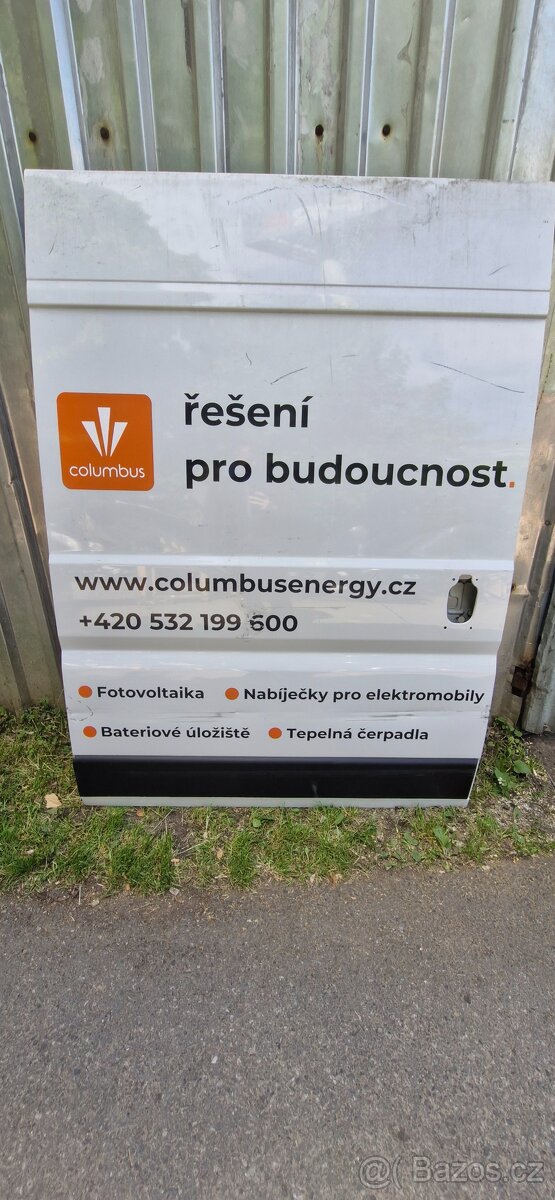 řešení
pro budoucnost.
columbus
www.columbusenergy.cz
+420 532 199 600
Fotovoltaika
Nabíječky pro elektromobily
Bateriové úložiště
Tepelná čerpadla
@ Bazos.cz